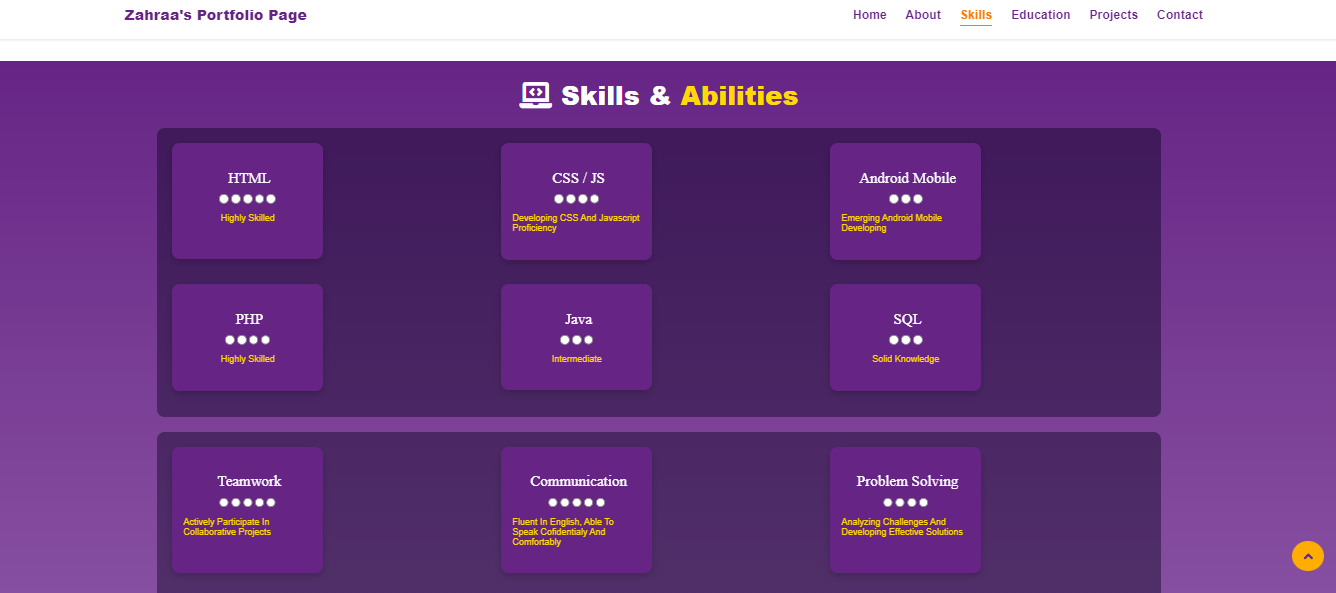 Zahraa's Portfolio Page
Home About Skills Education Projects Contact
Skills & Abilities
HTML
Highly Skilled
CSS / JS
Developing CSS And Javascript
Proficiency
Android Mobile
Emerging Android Mobile
Developing
PHP
Highly Skilled
Java
Intermediate
SQL
Solid Knowledge
Teamwork
Actively Participate In
Collaborative Projects
Communication
Fluent In English, Able To
Speak Cofidentialy And
Comfortably
Problem Solving
Analyzing Challenges And
Developing Effective Solutions